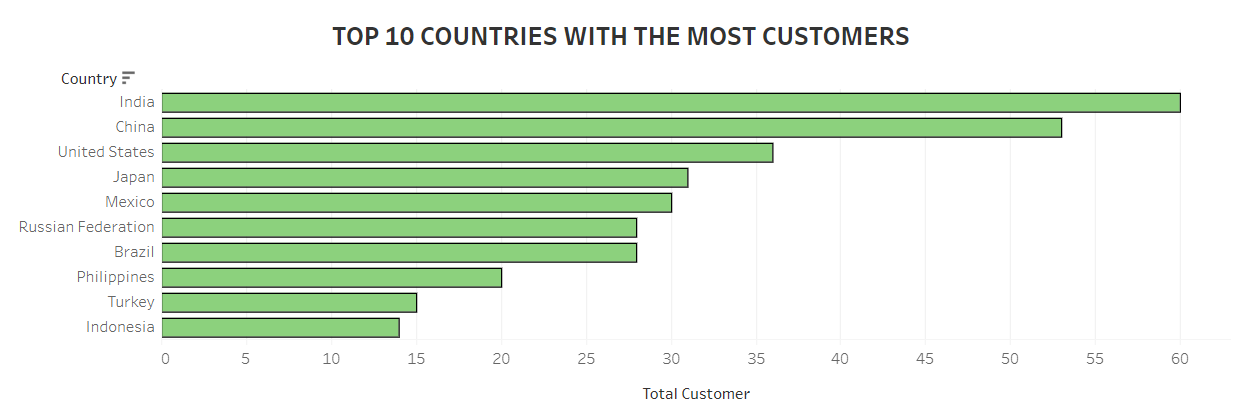 TOP 10 COUNTRIES WITH THE MOST CUSTOMERS
Country
India
China
United States
Japan
Mexico
Russian Federation
Brazil
Philippines
Turkey
Indonesia
0 5 10 15 20 25 30 35 40 45 50 55 60
Total Customer